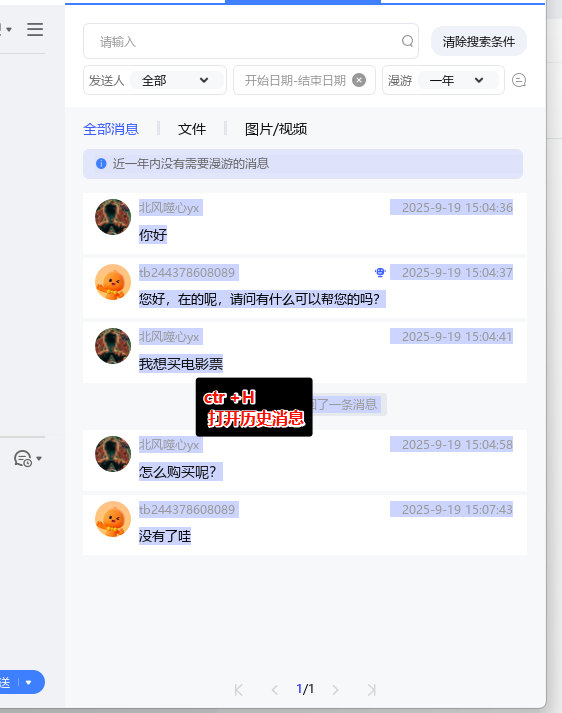 请输入
清除搜索条件
发送人 全部 开始日期-结束日期 漫游 一年
全部消息 文件 图片/视频
近一年内没有需要漫游的消息
北风噬心yx 2025-9-19 15:04:36
你好
tb244378608089 2025-9-19 15:04:37
您好，在的呢，请问有什么可以帮您的吗？
北风噬心yx 2025-9-19 15:04:41
我想买电影票
ctr +H
打开历史消息
了一条消息
北风噬心yx 2025-9-19 15:04:58
怎么购买呢？
tb244378608089 2025-9-19 15:07:43
没有了哇
送
1/1